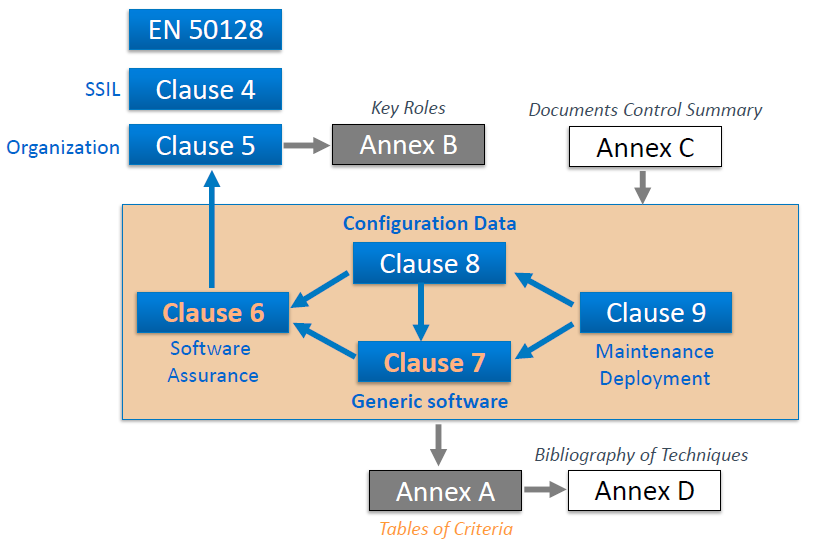 EN 50128
SSIL
Clause 4
Key Roles
Documents Control Summary
Organization
Clause 5
Annex B
Annex C
Configuration Data
Clause 8
Clause 6
Clause 9
Software
Assurance
Clause 7
Maintenance
Deployment
Generic software
Bibliography of Techniques
Annex A
Annex D
Tables of Criteria